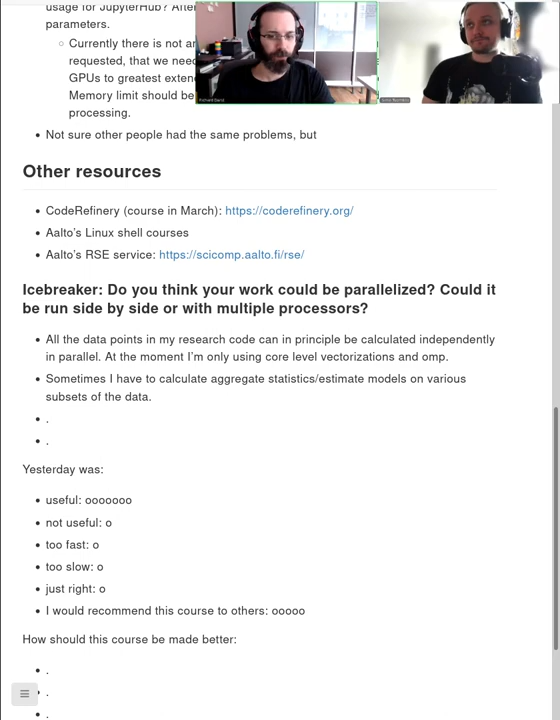 usage for JupyterHub? After
parameters.
Currently there is not an
requested, that we need
GPUs to greatest extend
Memory limit should be
processing.
Not sure other people had the same problems, but
Other resources
CodeRefinery (course in March): https://coderefinery.org/
Aalto's Linux shell courses
Aalto's RSE service: https://scicomp.aalto.fi/rse/
Icebreaker: Do you think your work could be parallelized? Could it
be run side by side or with multiple processors?
All the data points in my research code can in principle be calculated independently
in parallel. At the moment I'm only using core level vectorizations and omp.
Sometimes I have to calculate aggregate statistics/estimate models on various
subsets of the data.
.
.
Yesterday was:
useful: ooooooo
not useful: o
too fast: o
too slow: o
just right: o
I would recommend this course to others: ooooo
How should this course be made better:
.
.
.